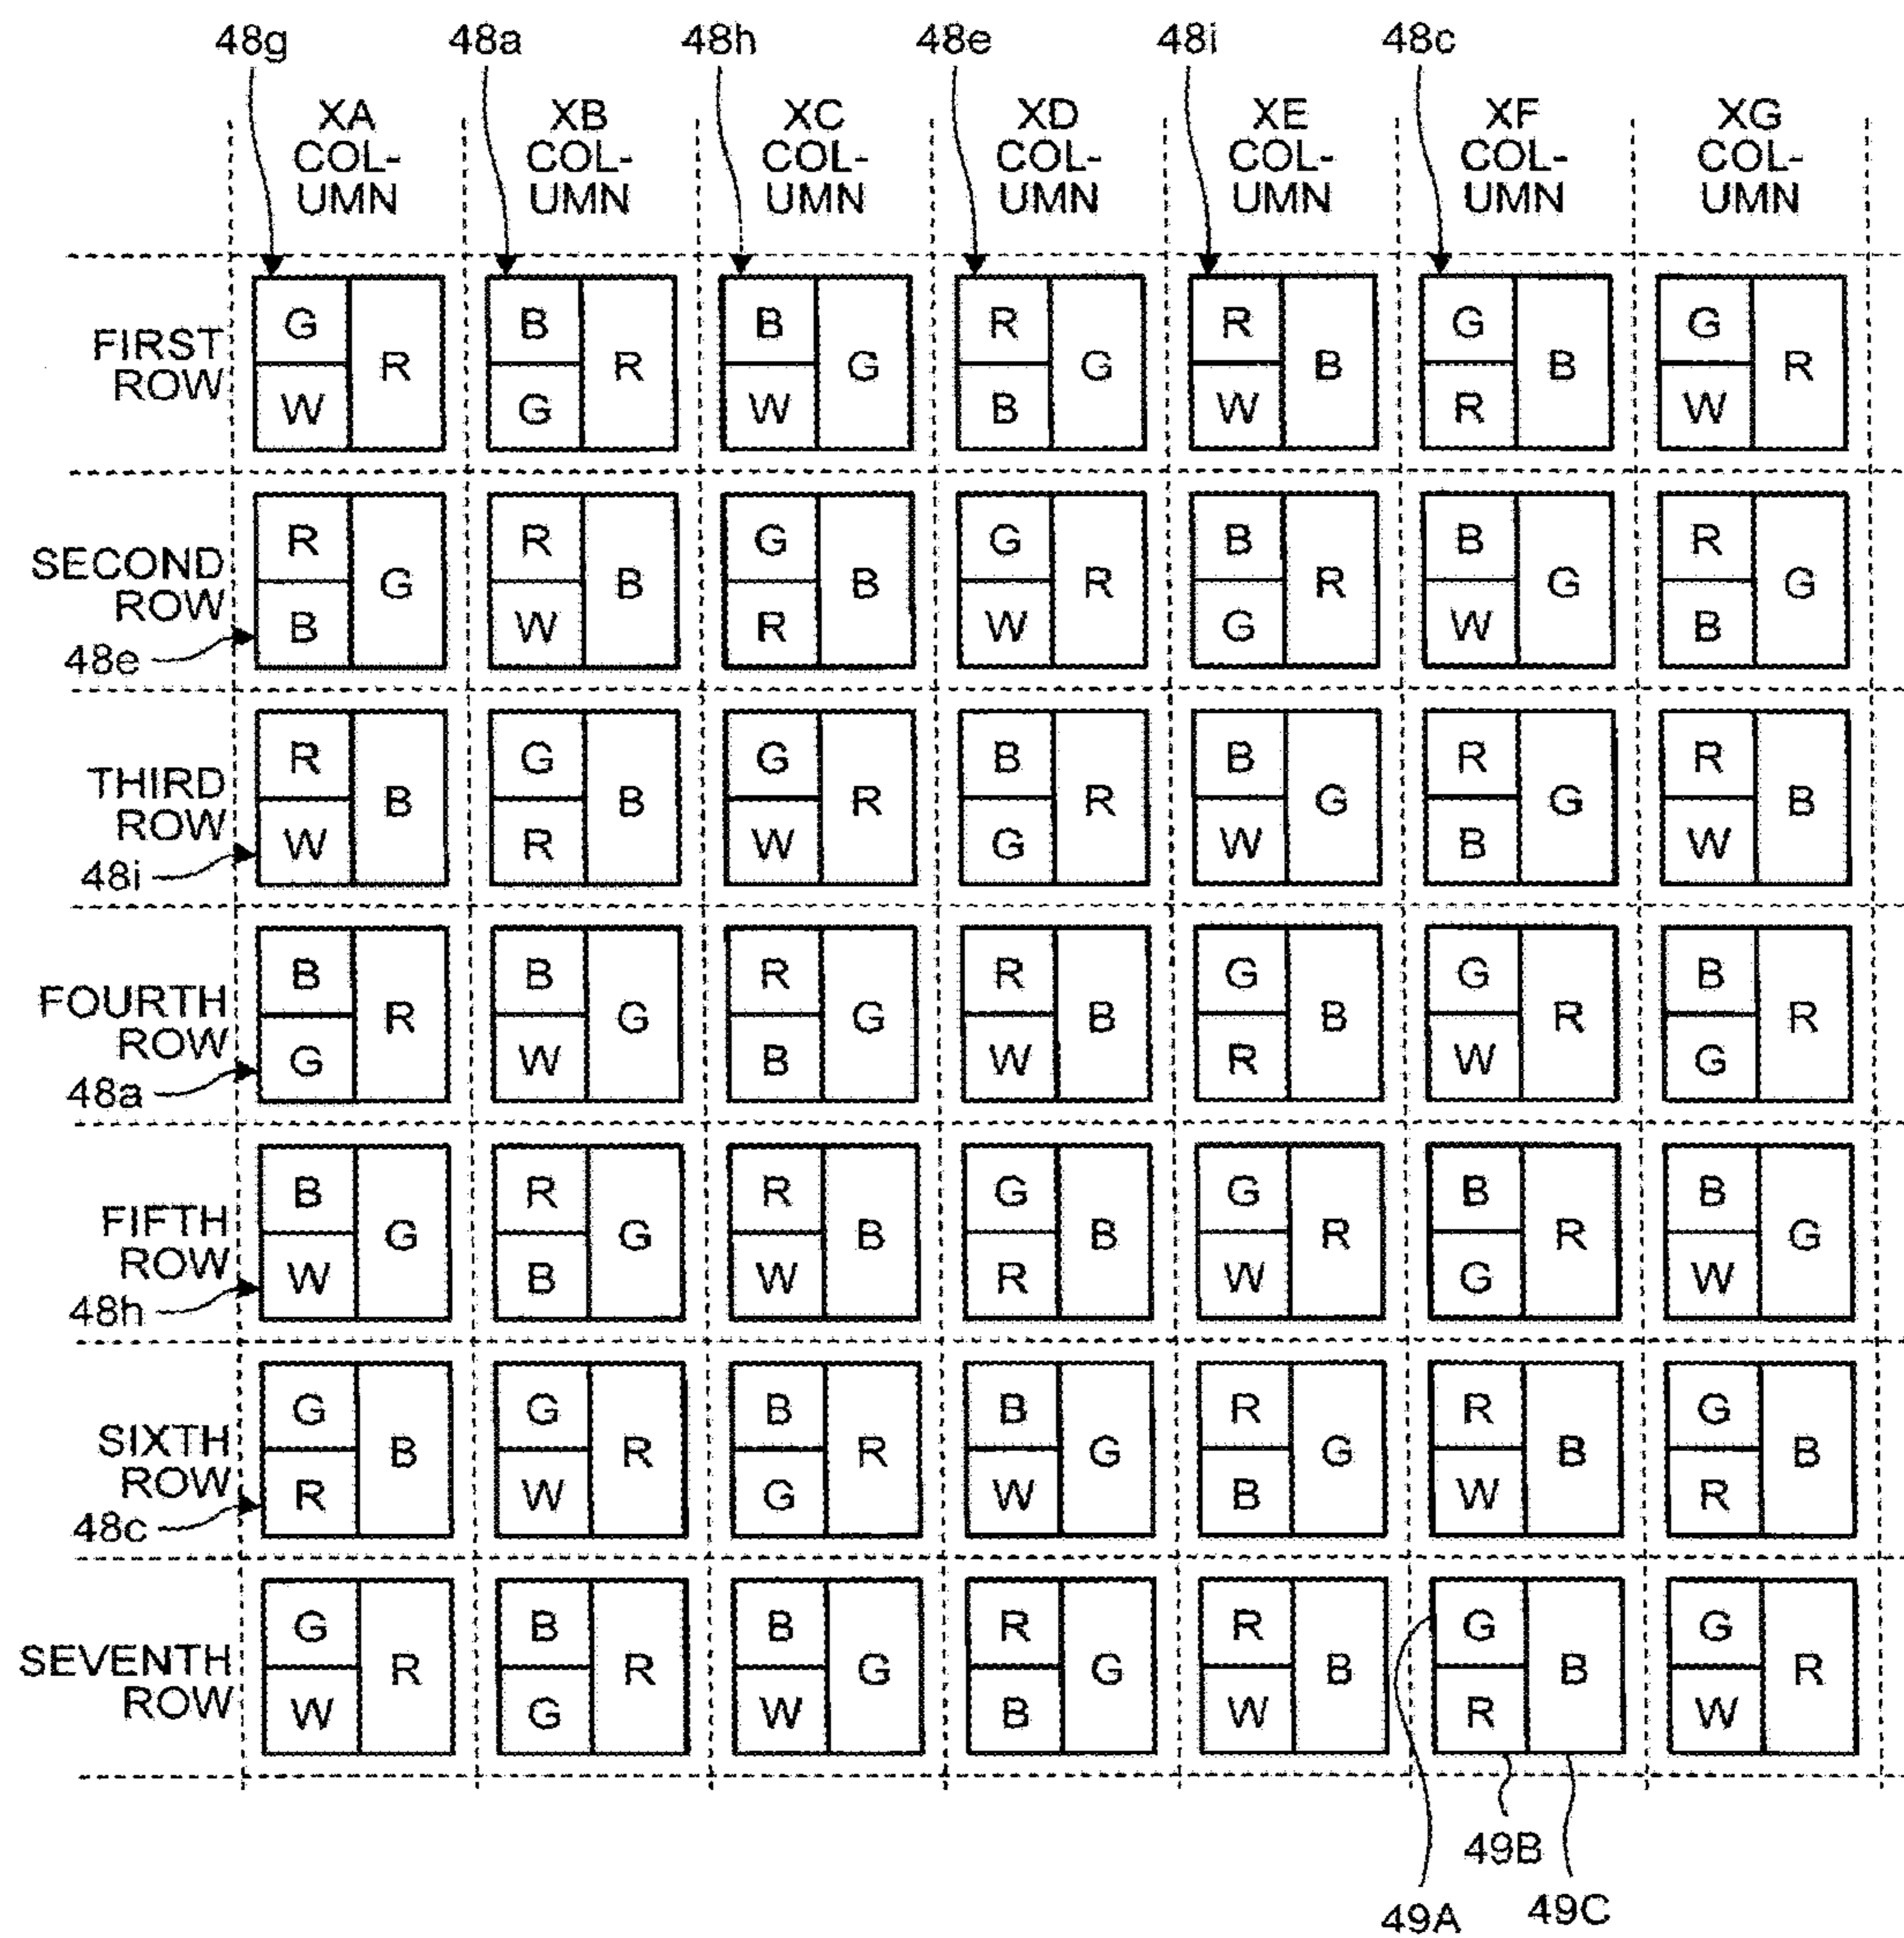 48g 48a 48h 48e 48i 48c
XA COL-UMN XB COL-UMN XC COL-UMN XD COL-UMN XE COL-UMN XF COL-UMN XG COL-UMN
FIRST ROW
G B B R R G G
R R G G B B R
W G W B W R W
SECOND ROW
R R G G B B R
G B B R R G G
B W R W G W B
48e
THIRD ROW
R G G B B R R
B B R R G G B
W R W G W B W
48i
FOURTH ROW
B B R R G G B
R G G B B R R
G W B W R W G
48a
FIFTH ROW
B R R G G B B
G G B B R R G
W B W R W G W
48h
SIXTH ROW
G G B B R R G
B R R G G B B
R W G W B W R
48c
SEVENTH ROW
G B B R R G G
R R G G B B R
W G W B W R W
49B
49A 49C